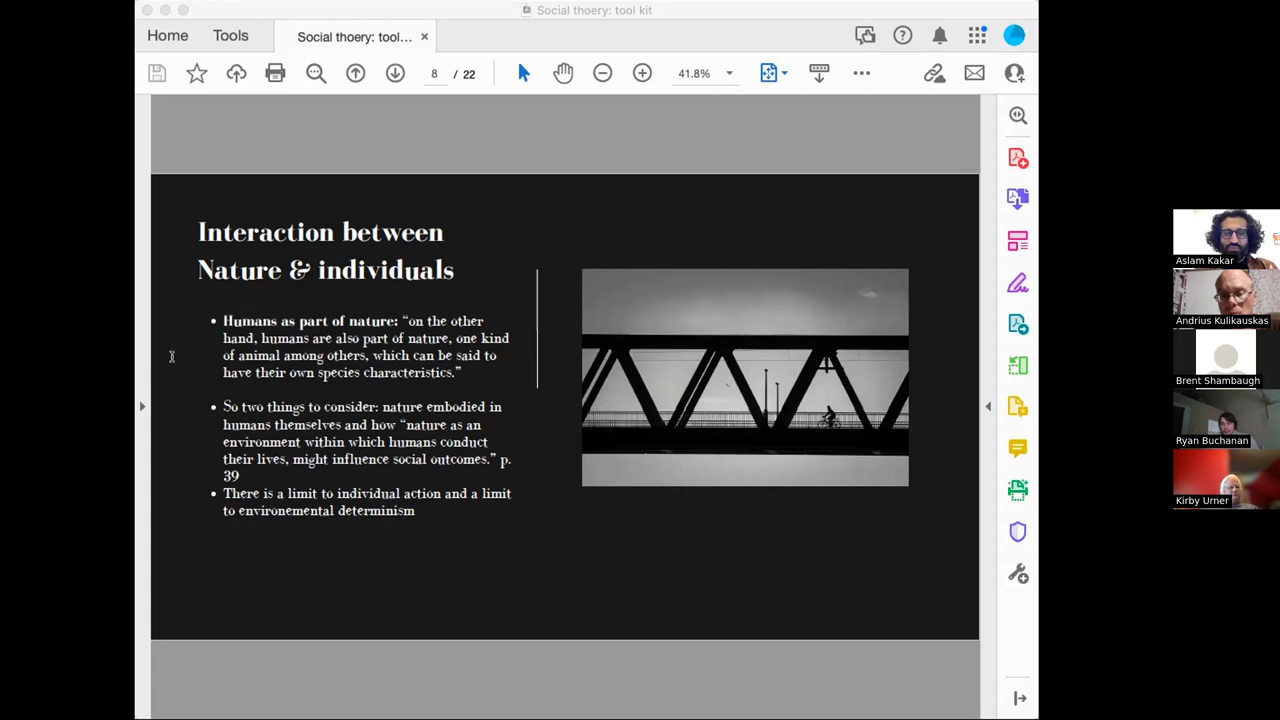 Social thoery: tool kit
Home
Tools
Social thoery: tool...
8 / 22
41.8%
Interaction between
Nature & individuals
• Humans as part of nature: “on the other
hand, humans are also part of nature, one kind
of animal among others, which can be said to
have their own species characteristics.”
• So two things to consider: nature embodied in
humans themselves and how “nature as an
environment within which humans conduct
their lives, might influence social outcomes.” p.
39
• There is a limit to individual action and a limit
to environemental determinism
Aslam Kakar
Andrius Kulikauskas
Brent Shambaugh
Ryan Buchanan
Kirby Urner